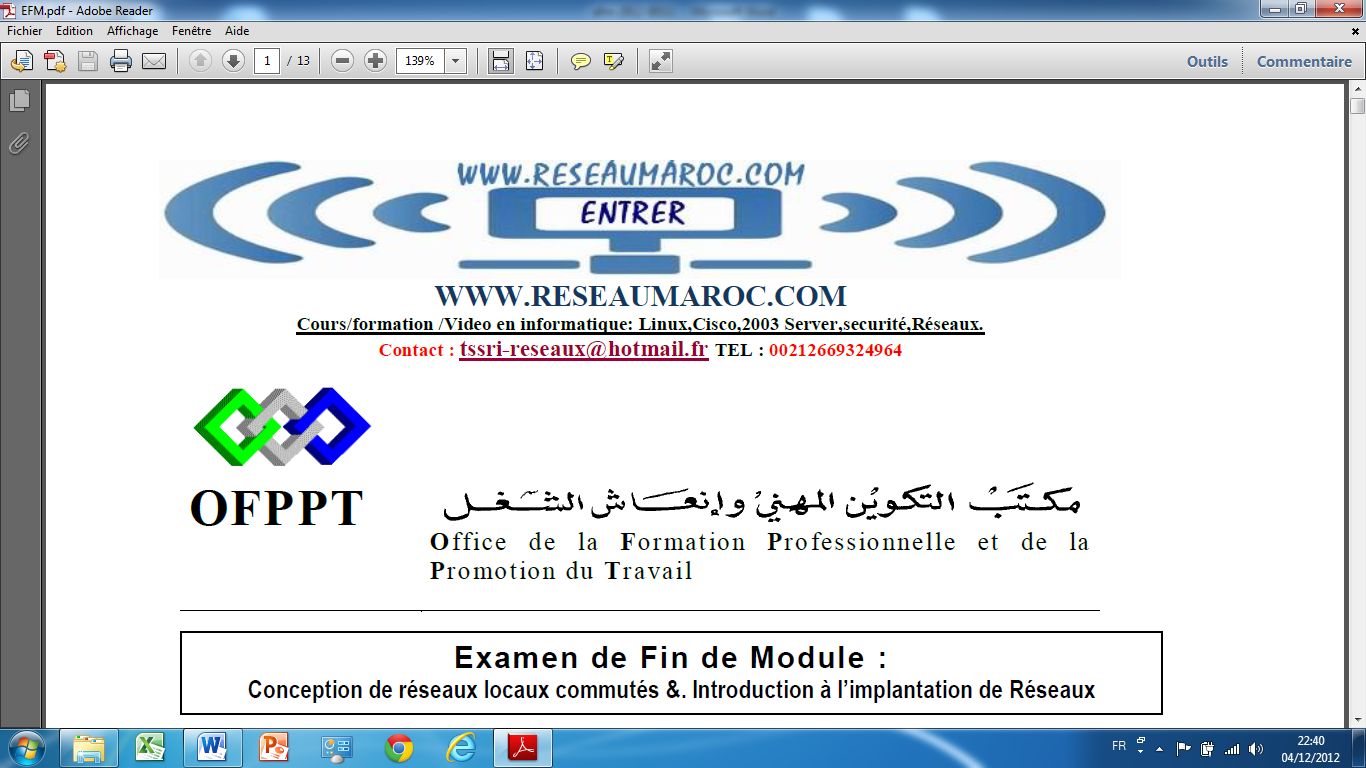 EFM.pdf - Adobe Reader
Fichier Edition Affichage Fenêtre Aide
1 / 13 139% Outils Commentaire
WWW.RESEAUMAROC.COM
ENTRER
WWW.RESEAUMAROC.COM
Cours/formation /Video en informatique: Linux,Cisco,2003 Server,securité,Réseaux.
Contact : tssri-reseaux@hotmail.fr TEL : 00212669324964
OFPPT
مكتب التكوين المهني وإنعاش الشغل
Office de la Formation Professionnelle et de la
Promotion du Travail
Examen de Fin de Module :
Conception de réseaux locaux commutés &. Introduction à l’implantation de Réseaux
FR 22:40
04/12/2012